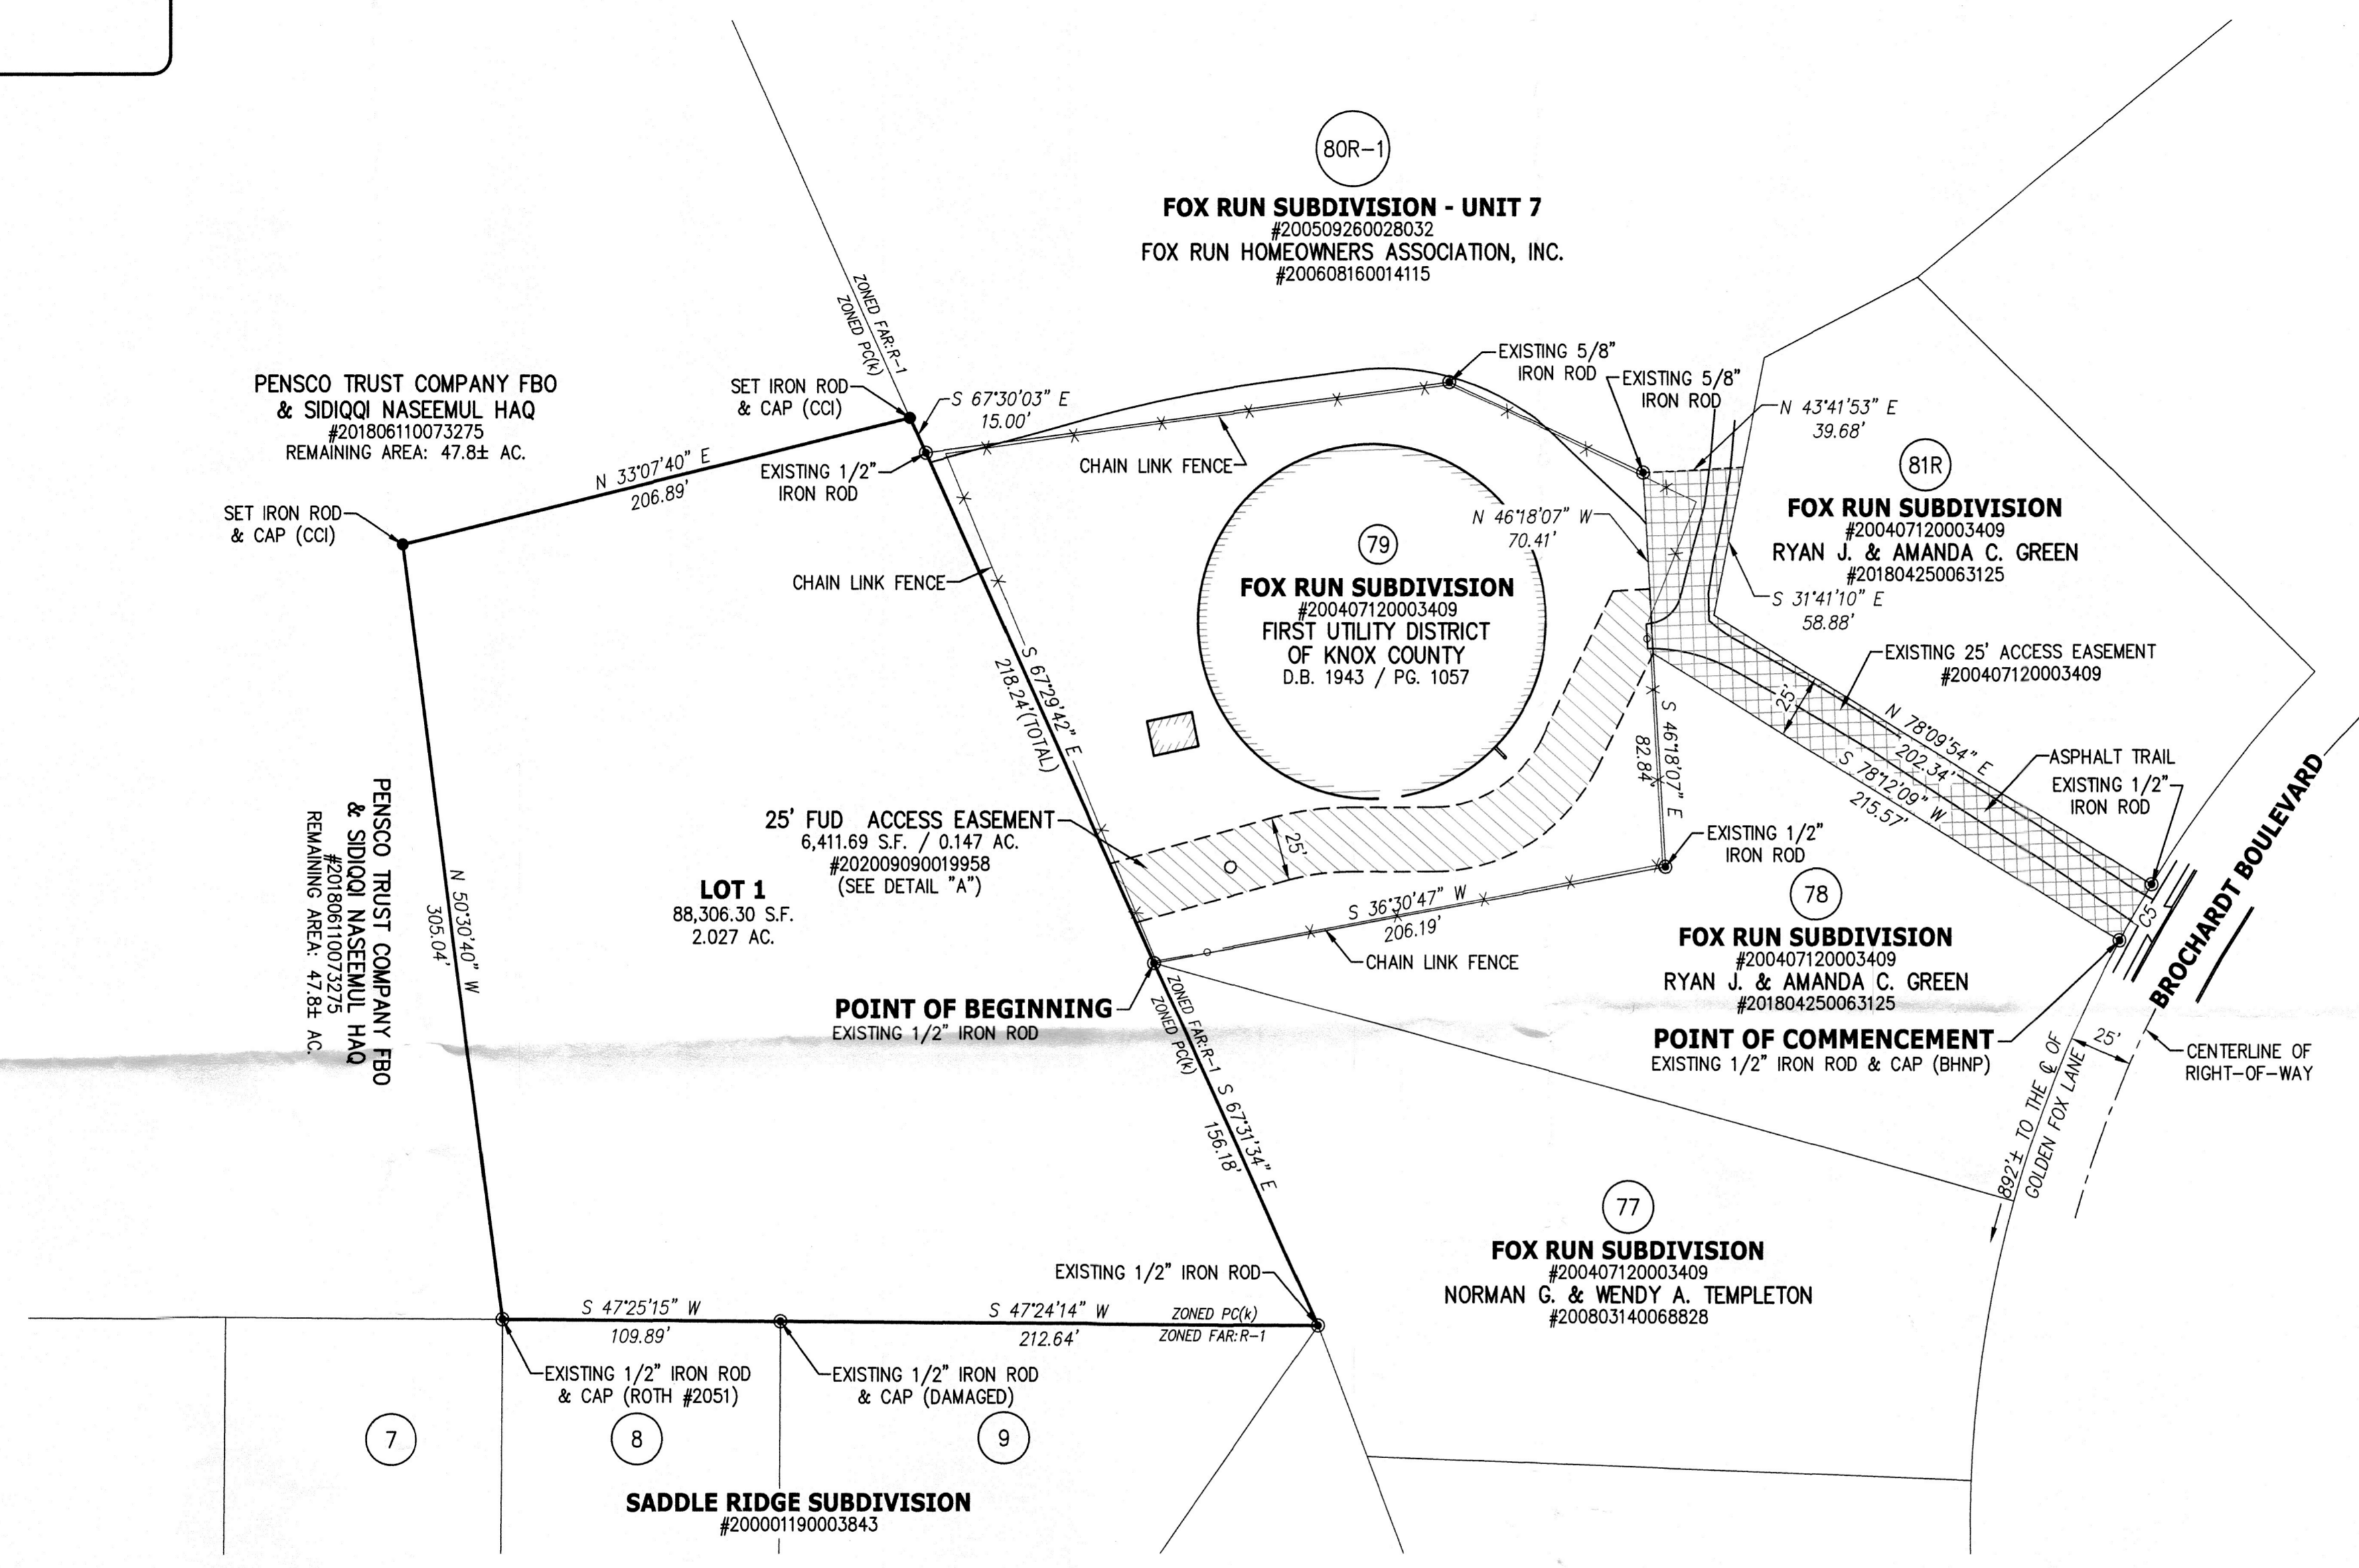 80R-1
FOX RUN SUBDIVISION - UNIT 7
#200509260028032
FOX RUN HOMEOWNERS ASSOCIATION, INC.
#200608160014115
ZONED FAR:R-1
ZONED PC(k)
PENSCO TRUST COMPANY FBO
& SIDIQQI NASEEMUL HAQ
#201806110073275
REMAINING AREA: 47.8± AC.
SET IRON ROD
& CAP (CCI)
S 67°30'03" E
15.00'
EXISTING 5/8"
IRON ROD
EXISTING 5/8"
IRON ROD
N 43°41'53" E
39.68'
N 33°07'40" E
206.89'
EXISTING 1/2"
IRON ROD
CHAIN LINK FENCE
SET IRON ROD
& CAP (CCI)
81R
FOX RUN SUBDIVISION
#200407120003409
RYAN J. & AMANDA C. GREEN
#201804250063125
N 46°18'07" W
70.41'
79
FOX RUN SUBDIVISION
#200407120003409
FIRST UTILITY DISTRICT
OF KNOX COUNTY
D.B. 1943 / PG. 1057
CHAIN LINK FENCE
S 31°41'10" E
58.88'
EXISTING 25' ACCESS EASEMENT
#200407120003409
S 67°29'42" E
218.24'(TOTAL)
25'
N 78°09'54" E
202.34'
S 78°12'09" W
215.57'
S 46°18'07" E
82.84'
ASPHALT TRAIL
EXISTING 1/2"
IRON ROD
BROCHARDT BOULEVARD
C5
25' FUD ACCESS EASEMENT
6,411.69 S.F. / 0.147 AC.
#202009090019958
(SEE DETAIL "A")
25'
EXISTING 1/2"
IRON ROD
PENSCO TRUST COMPANY FBO
& SIDIQQI NASEEMUL HAQ
#201806110073275
REMAINING AREA: 47.8± AC.
N 50°30'40" W
305.04'
LOT 1
88,306.30 S.F.
2.027 AC.
S 36°30'47" W
206.19'
CHAIN LINK FENCE
78
FOX RUN SUBDIVISION
#200407120003409
RYAN J. & AMANDA C. GREEN
#201804250063125
POINT OF BEGINNING
EXISTING 1/2" IRON ROD
ZONED FAR:R-1
ZONED PC(k)
POINT OF COMMENCEMENT
EXISTING 1/2" IRON ROD & CAP (BHNP)
25'
CENTERLINE OF
RIGHT-OF-WAY
892'± TO THE ℄ OF
GOLDEN FOX LANE
S 67°31'34" E
156.18'
77
FOX RUN SUBDIVISION
#200407120003409
NORMAN G. & WENDY A. TEMPLETON
#200803140068828
EXISTING 1/2" IRON ROD
S 47°25'15" W
109.89'
S 47°24'14" W
212.64'
ZONED PC(k)
ZONED FAR:R-1
EXISTING 1/2" IRON ROD
& CAP (ROTH #2051)
EXISTING 1/2" IRON ROD
& CAP (DAMAGED)
7
8
9
SADDLE RIDGE SUBDIVISION
#200001190003843